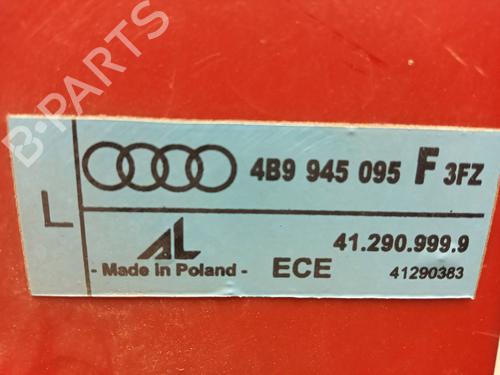 B-PARTS
L
4B9 945 095 F 3FZ
AL
41.290.999.9
- Made in Poland -
ECE
41290383